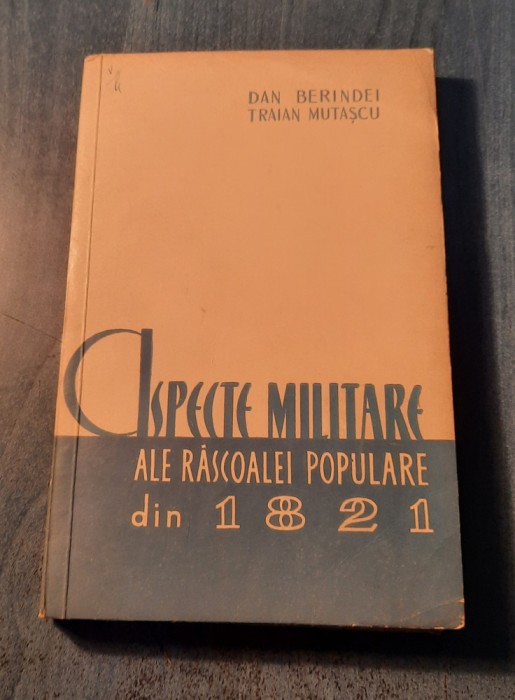 DAN BERINDEI
TRAIAN MUTAȘCU
ASPECTE MILITARE
ALE RĂSCOALEI POPULARE
din 1821